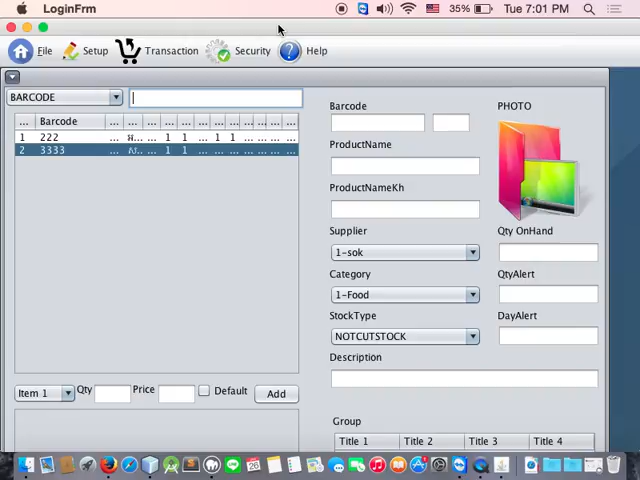 LoginFrm 35% Tue 7:01 PM
File Setup Transaction Security Help
BARCODE
... Barcode ... ... ... ... ... ... ... ... ...
1 222 ... ... 1 1 ... ... 1 1 ...
2 3333 ... ... 1 1 ... ... ... ... ...
Item 1 Qty Price Default Add
Barcode
ProductName
ProductNameKh
Supplier
1-sok
Category
1-Food
StockType
NOTCUTSTOCK
Description
Group
Title 1 Title 2 Title 3 Title 4
PHOTO
Qty OnHand
QtyAlert
DayAlert
26